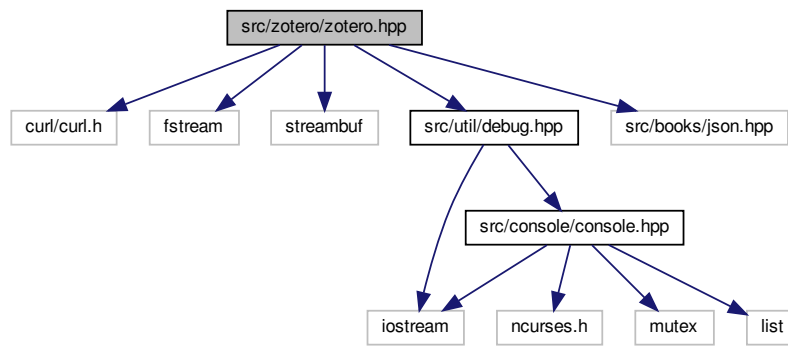 src/zotero/zotero.hpp
curl/curl.h
fstream
streambuf
src/util/debug.hpp
src/books/json.hpp
src/console/console.hpp
iostream
ncurses.h
mutex
list